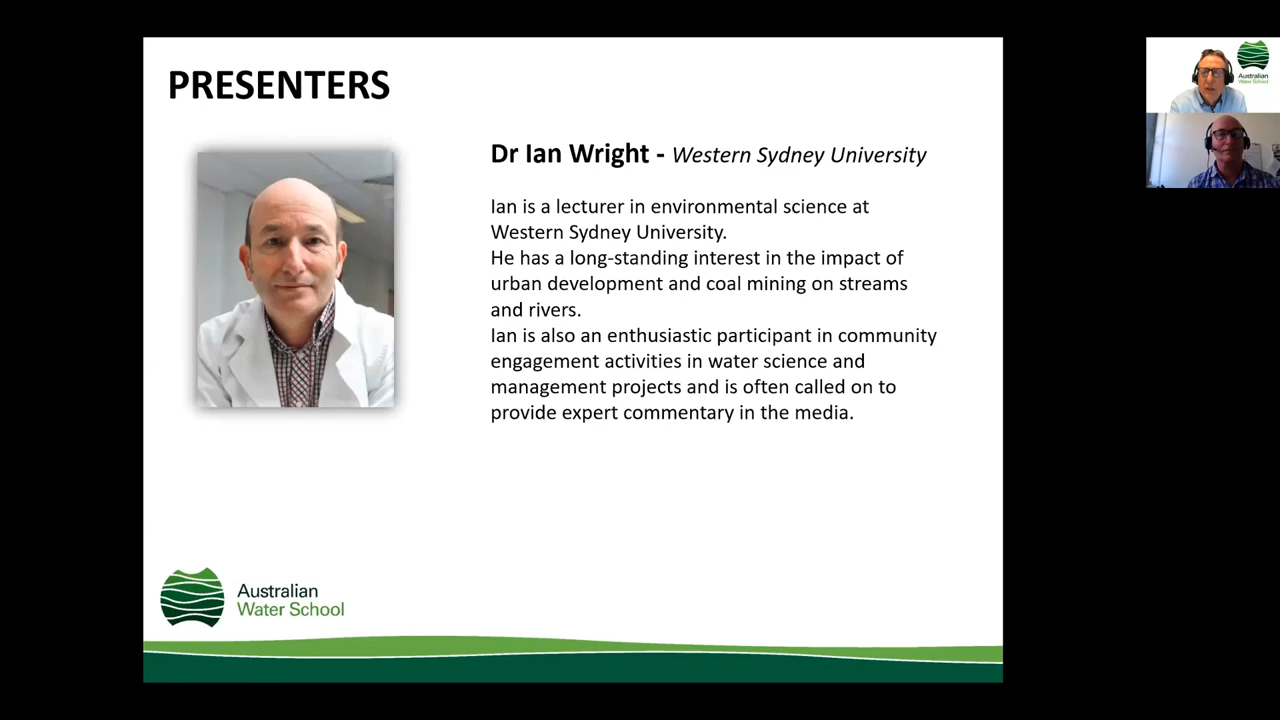 PRESENTERS
Dr Ian Wright - Western Sydney University
Ian is a lecturer in environmental science at
Western Sydney University.
He has a long-standing interest in the impact of
urban development and coal mining on streams
and rivers.
Ian is also an enthusiastic participant in community
engagement activities in water science and
management projects and is often called on to
provide expert commentary in the media.
Australian
Water School
Australian
Water School